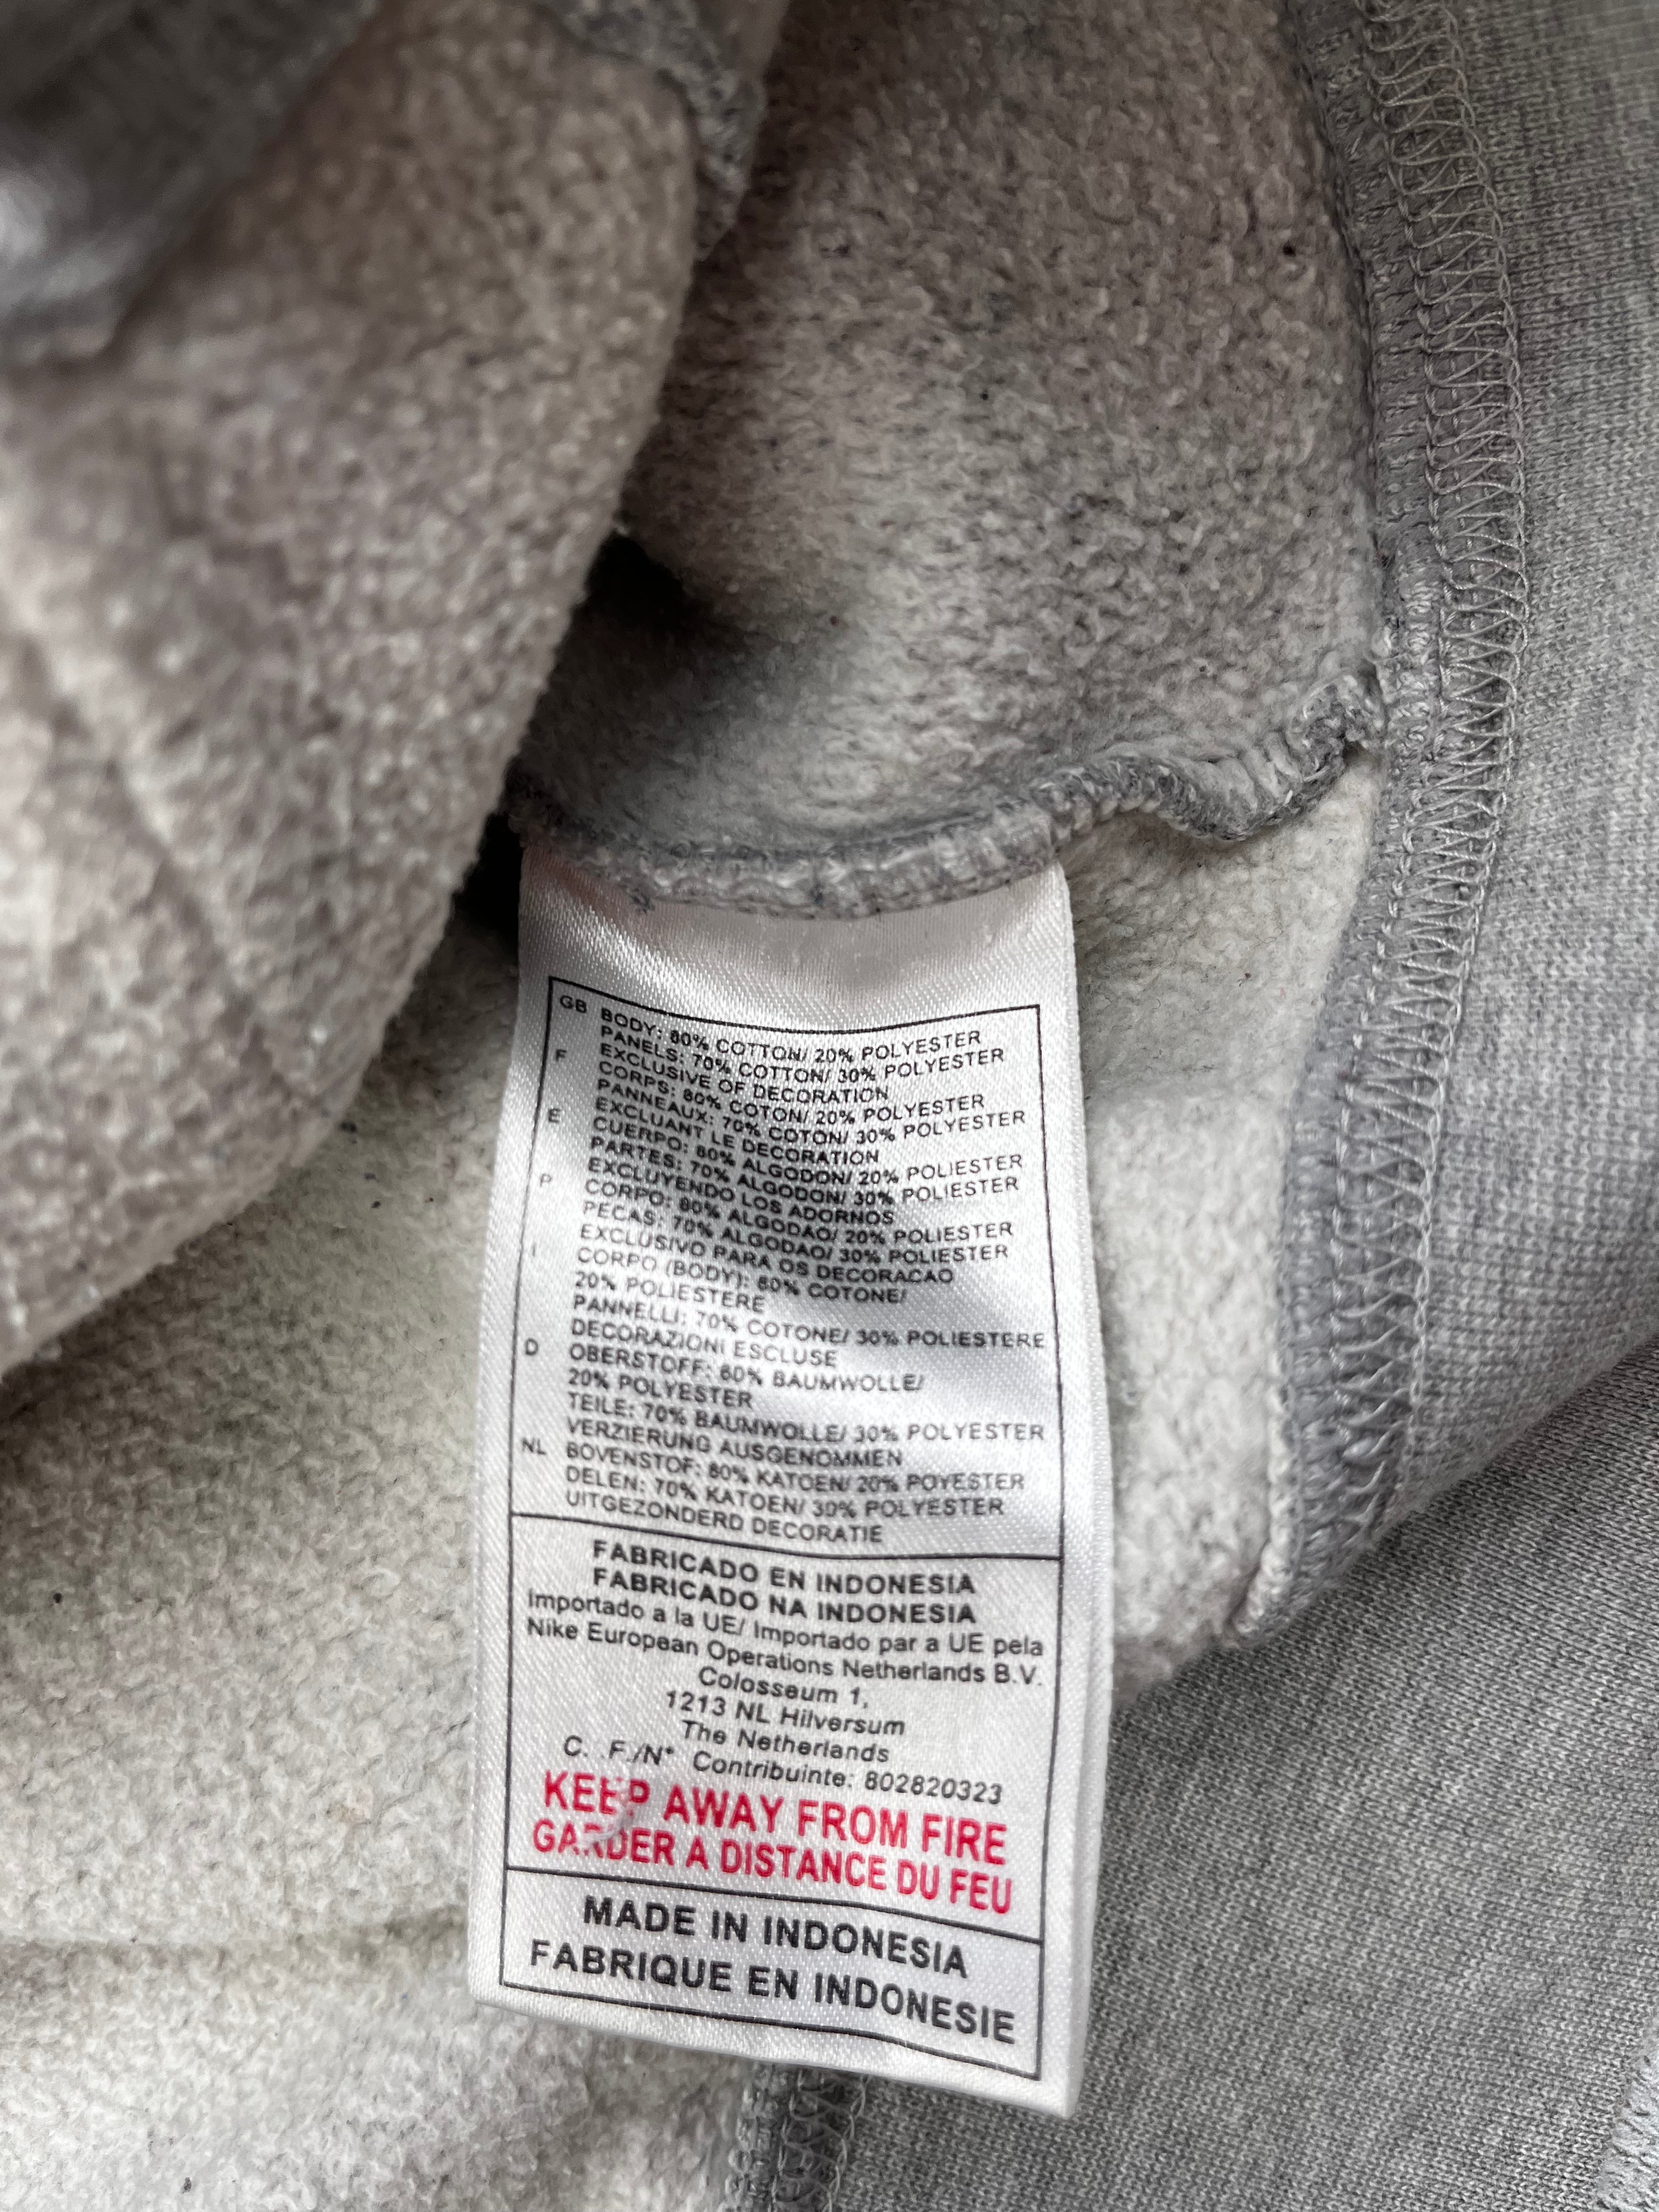 GB BODY: 80% COTTON/ 20% POLYESTER
PANELS: 70% COTTON/ 30% POLYESTER
EXCLUSIVE OF DECORATION
F CORPS: 80% COTON/ 20% POLYESTER
PANNEAUX: 70% COTON/ 30% POLYESTER
EXCLUANT LE DECORATION
E CUERPO: 80% ALGODON/ 20% POLIESTER
PARTES: 70% ALGODON/ 30% POLIESTER
EXCLUYENDO LOS ADORNOS
P CORPO: 80% ALGODAO/ 20% POLIESTER
PECAS: 70% ALGODAO/ 30% POLIESTER
EXCLUSIVO PARA OS DECORACAO
I CORPO (BODY): 80% COTONE/
20% POLIESTERE
PANNELLI: 70% COTONE/ 30% POLIESTERE
DECORAZIONI ESCLUSE
D OBERSTOFF: 80% BAUMWOLLE/
20% POLYESTER
TEILE: 70% BAUMWOLLE/ 30% POLYESTER
VERZIERUNG AUSGENOMMEN
NL BOVENSTOF: 80% KATOEN/ 20% POYESTER
DELEN: 70% KATOEN/ 30% POLYESTER
UITGEZONDERD DECORATIE
FABRICADO EN INDONESIA
FABRICADO NA INDONESIA
Importado a la UE/ Importado par a UE pela
Nike European Operations Netherlands B.V.
Colosseum 1,
1213 NL Hilversum
The Netherlands
C. .F./N° Contribuinte: 802820323
KEEP AWAY FROM FIRE
GARDER A DISTANCE DU FEU
MADE IN INDONESIA
FABRIQUE EN INDONESIE